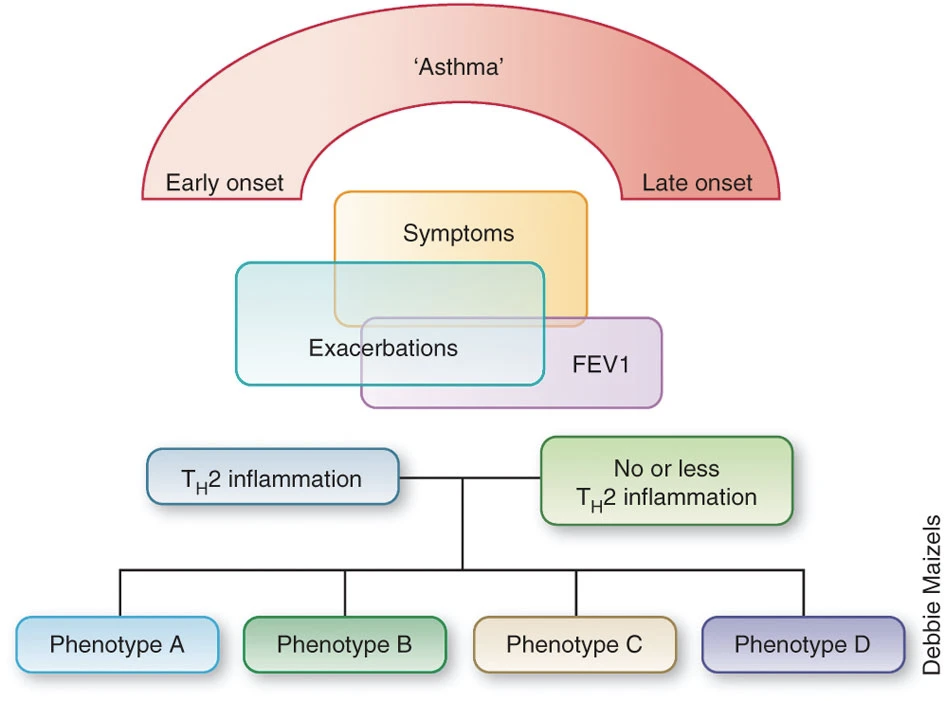 ‘Asthma’
Early onset
Late onset
Symptoms
Exacerbations
FEV1
TH2 inflammation
No or less
TH2 inflammation
Phenotype A
Phenotype B
Phenotype C
Phenotype D
Debbie Maizels